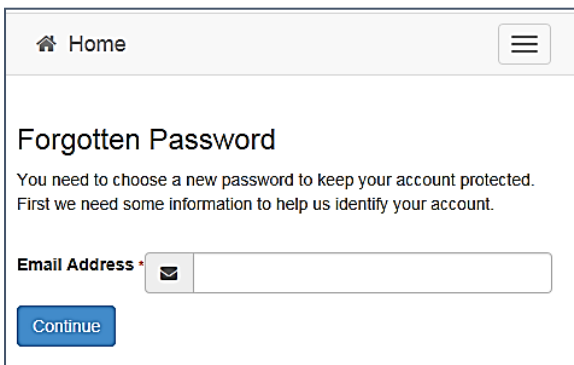 Home
Forgotten Password
You need to choose a new password to keep your account protected.
First we need some information to help us identify your account.
Email Address *
Continue